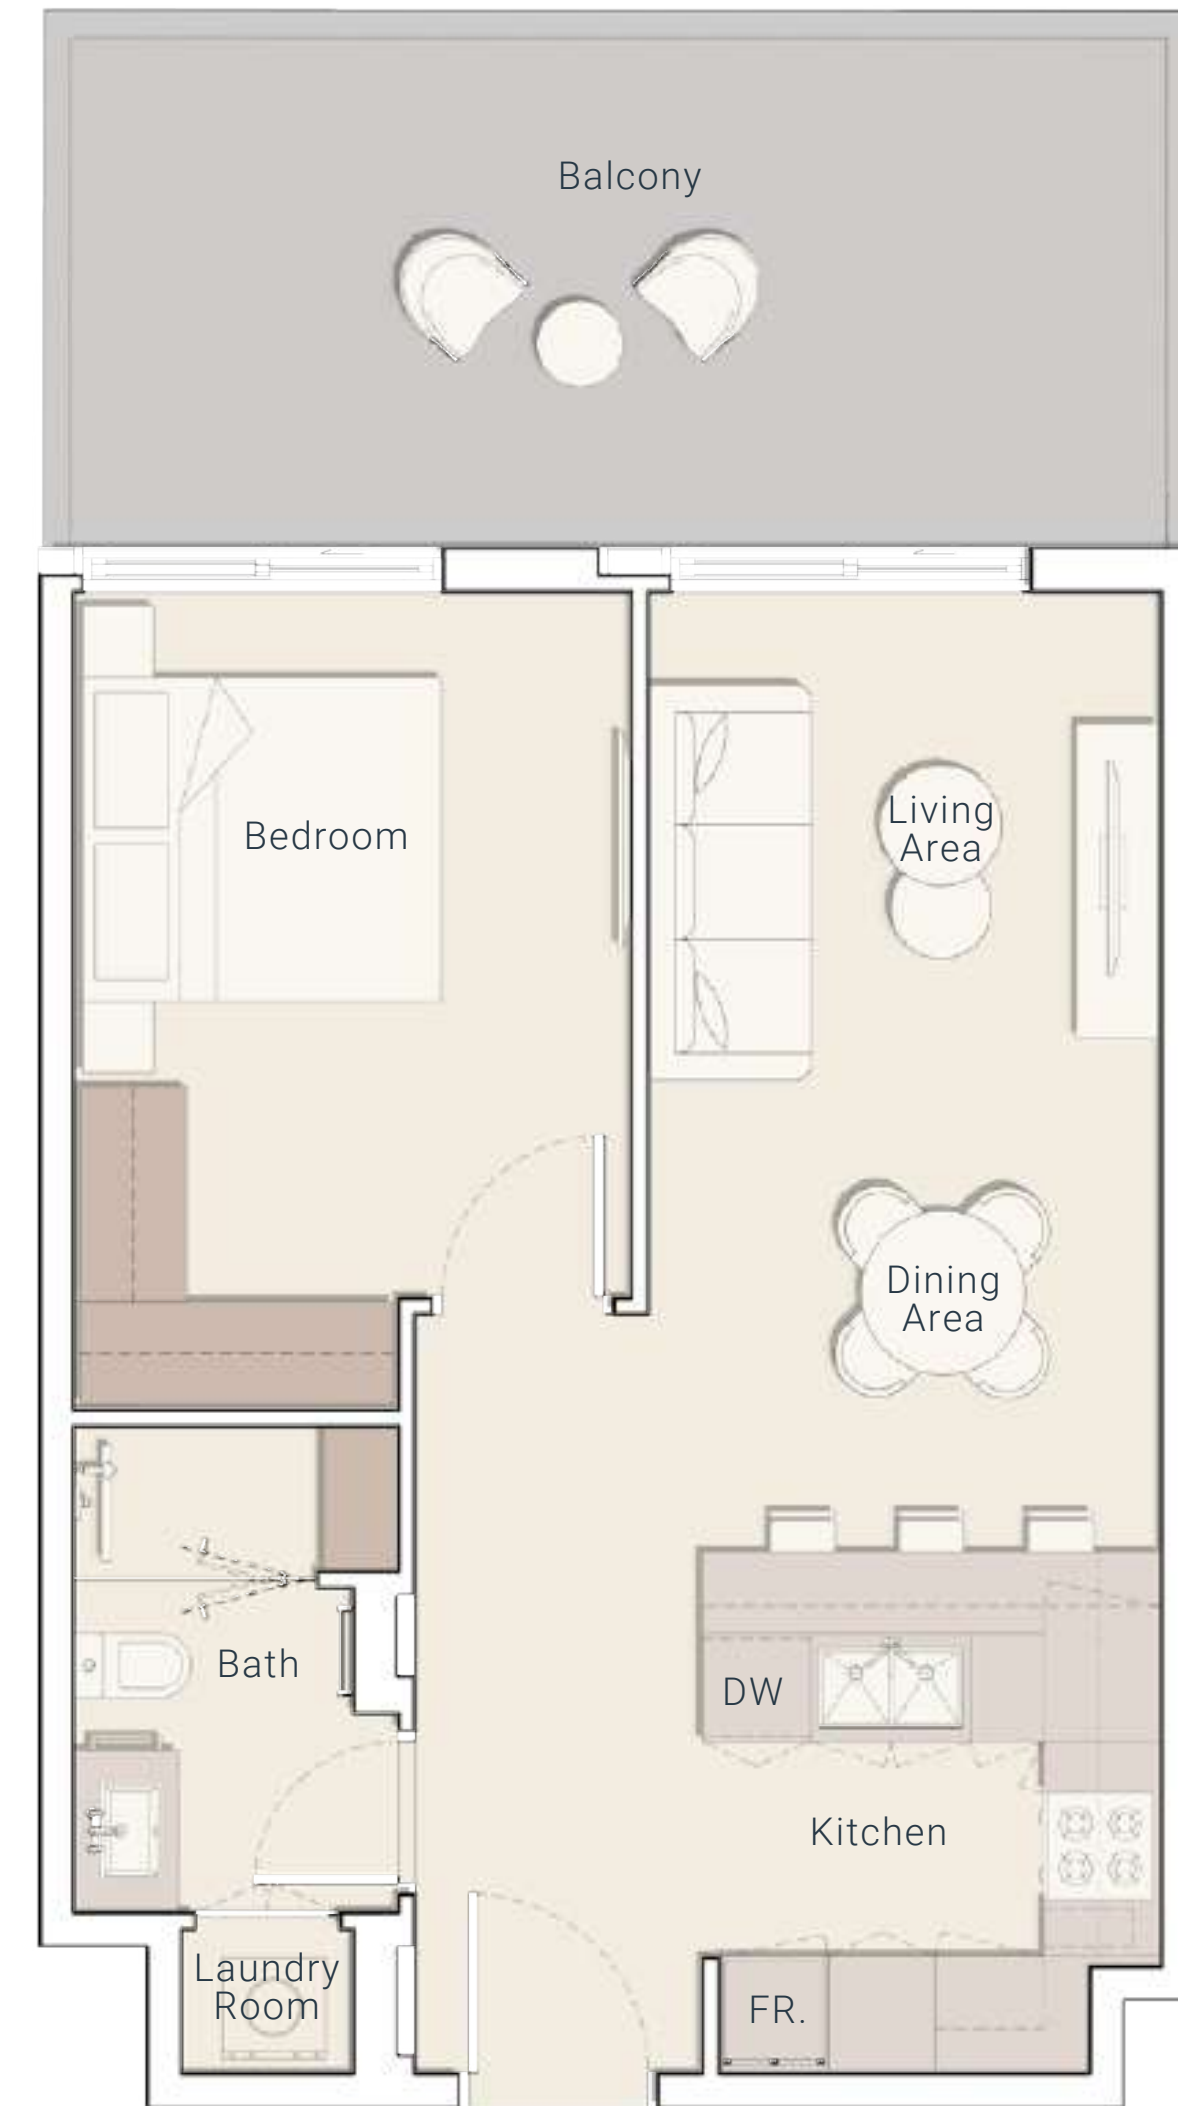 Balcony
Bedroom
Living
Area
Dining
Area
Bath
DW
Kitchen
Laundry
Room
FR.